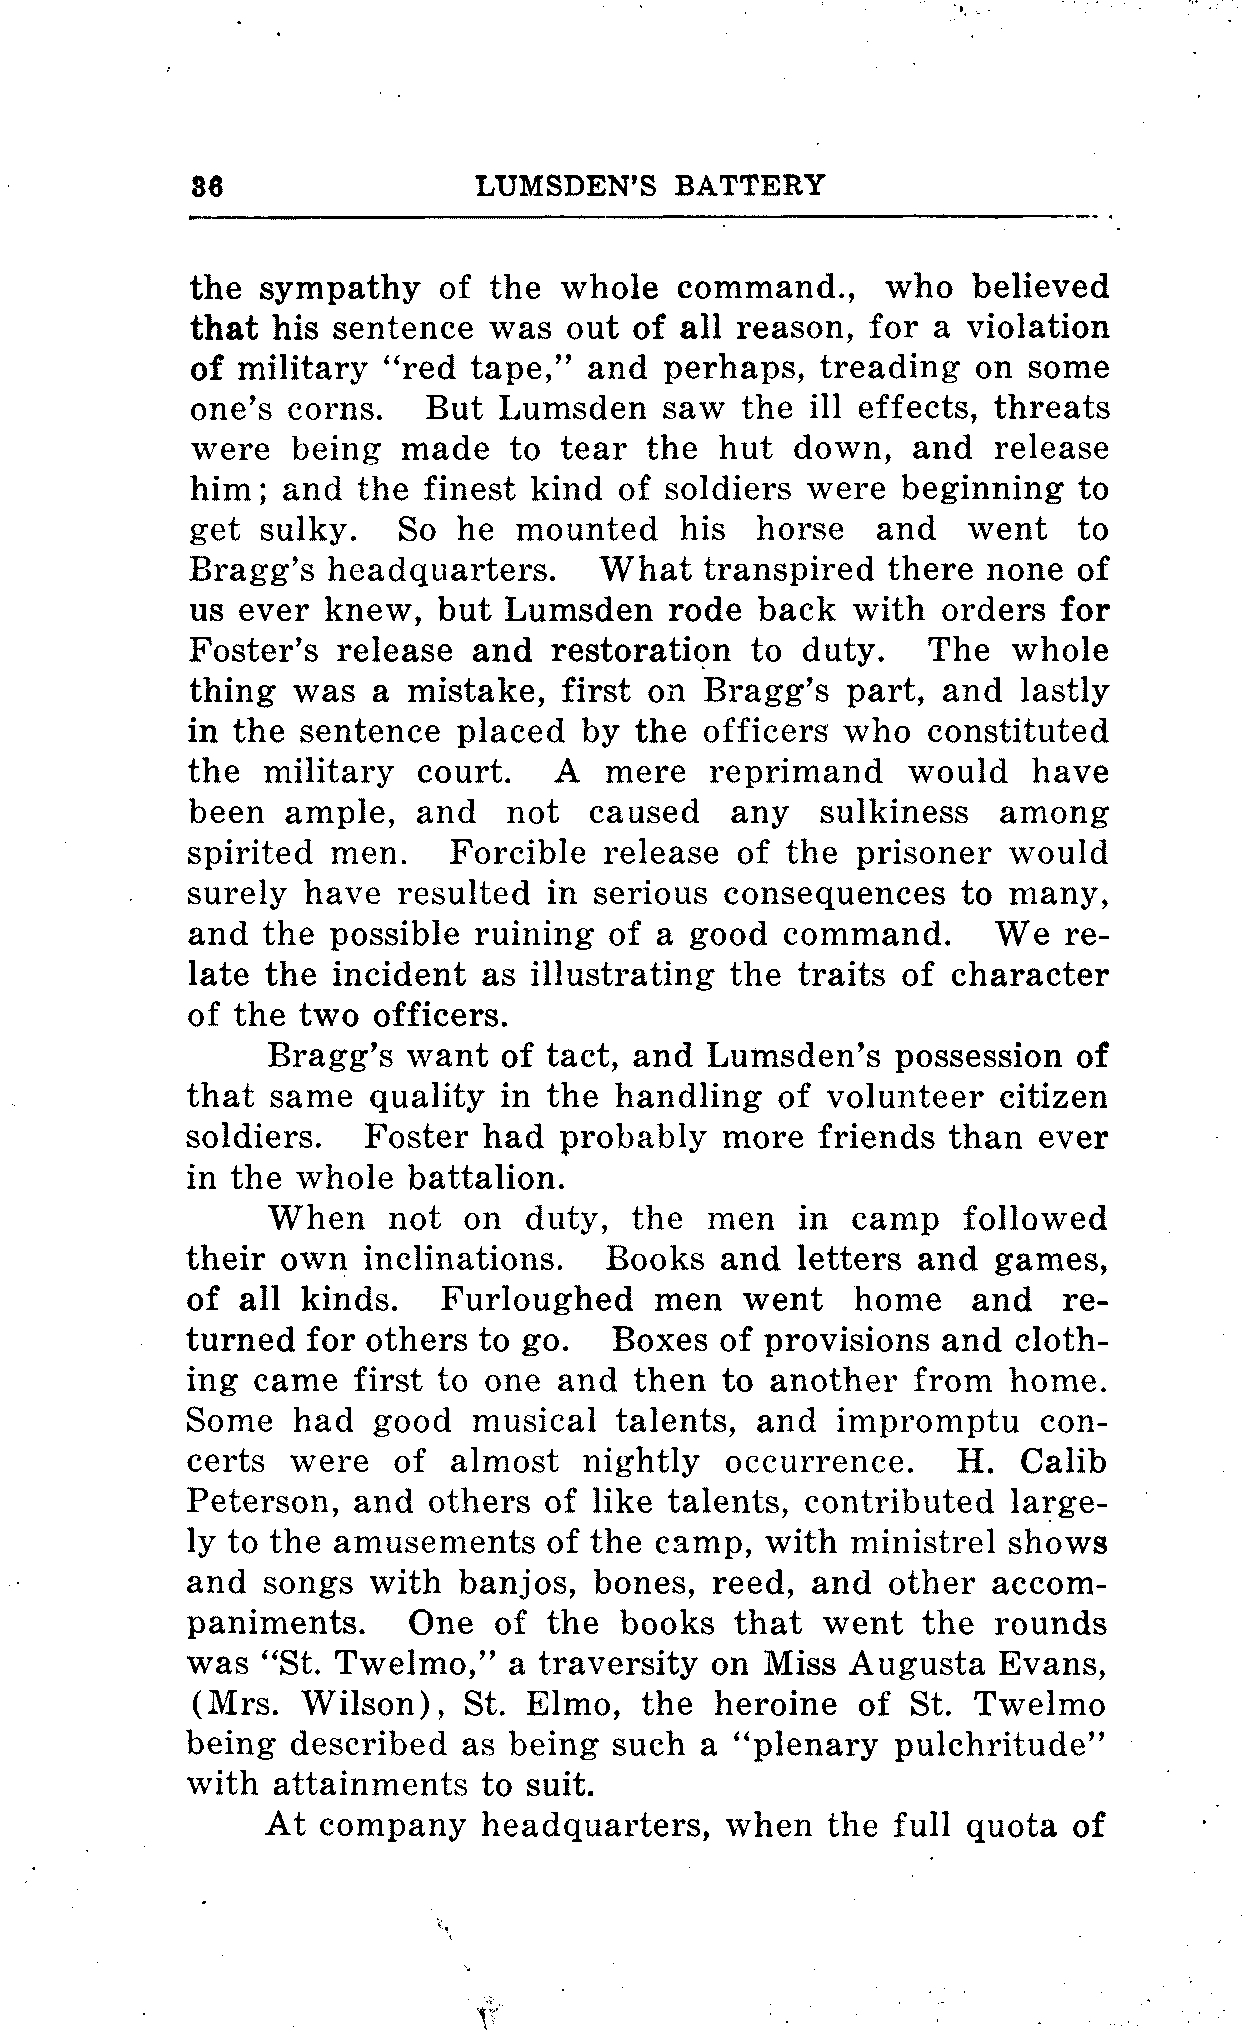 36 LUMSDEN'S BATTERY
the sympathy of the whole command., who believed
that his sentence was out of all reason, for a violation
of military “red tape,” and perhaps, treading on some
one's corns. But Lumsden saw the ill effects, threats
were being made to tear the hut down, and release
him; and the finest kind of soldiers were beginning to
get sulky. So he mounted his horse and went to
Bragg's headquarters. What transpired there none of
us ever knew, but Lumsden rode back with orders for
Foster's release and restoration to duty. The whole
thing was a mistake, first on Bragg's part, and lastly
in the sentence placed by the officers who constituted
the military court. A mere reprimand would have
been ample, and not caused any sulkiness among
spirited men. Forcible release of the prisoner would
surely have resulted in serious consequences to many,
and the possible ruining of a good command. We re-
late the incident as illustrating the traits of character
of the two officers.
Bragg's want of tact, and Lumsden's possession of
that same quality in the handling of volunteer citizen
soldiers. Foster had probably more friends than ever
in the whole battalion.
When not on duty, the men in camp followed
their own inclinations. Books and letters and games,
of all kinds. Furloughed men went home and re-
turned for others to go. Boxes of provisions and cloth-
ing came first to one and then to another from home.
Some had good musical talents, and impromptu con-
certs were of almost nightly occurrence. H. Calib
Peterson, and others of like talents, contributed large-
ly to the amusements of the camp, with ministrel shows
and songs with banjos, bones, reed, and other accom-
paniments. One of the books that went the rounds
was “St. Twelmo,” a traversity on Miss Augusta Evans,
(Mrs. Wilson), St. Elmo, the heroine of St. Twelmo
being described as being such a “plenary pulchritude”
with attainments to suit.
At company headquarters, when the full quota of